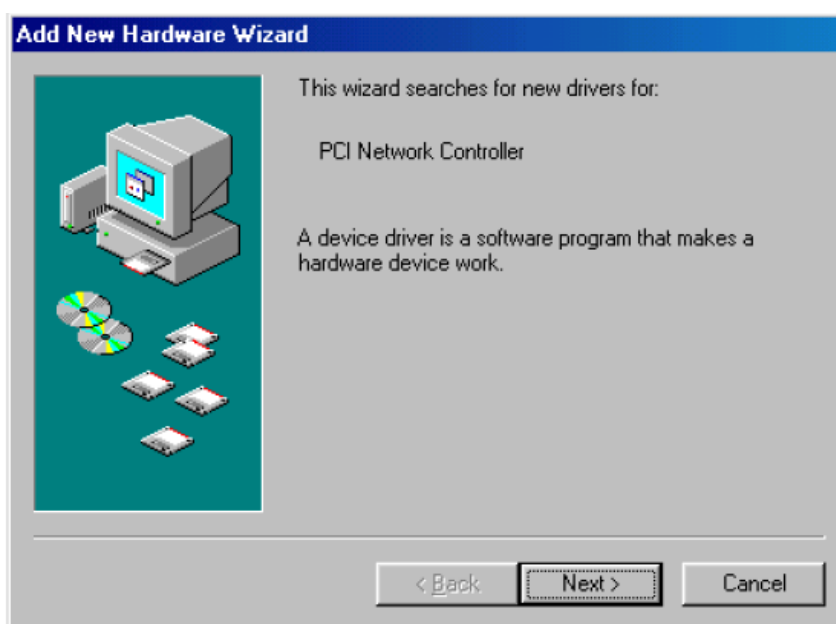 Add New Hardware Wizard
This wizard searches for new drivers for:
PCI Network Controller
A device driver is a software program that makes a
hardware device work.
< Back
Next >
Cancel